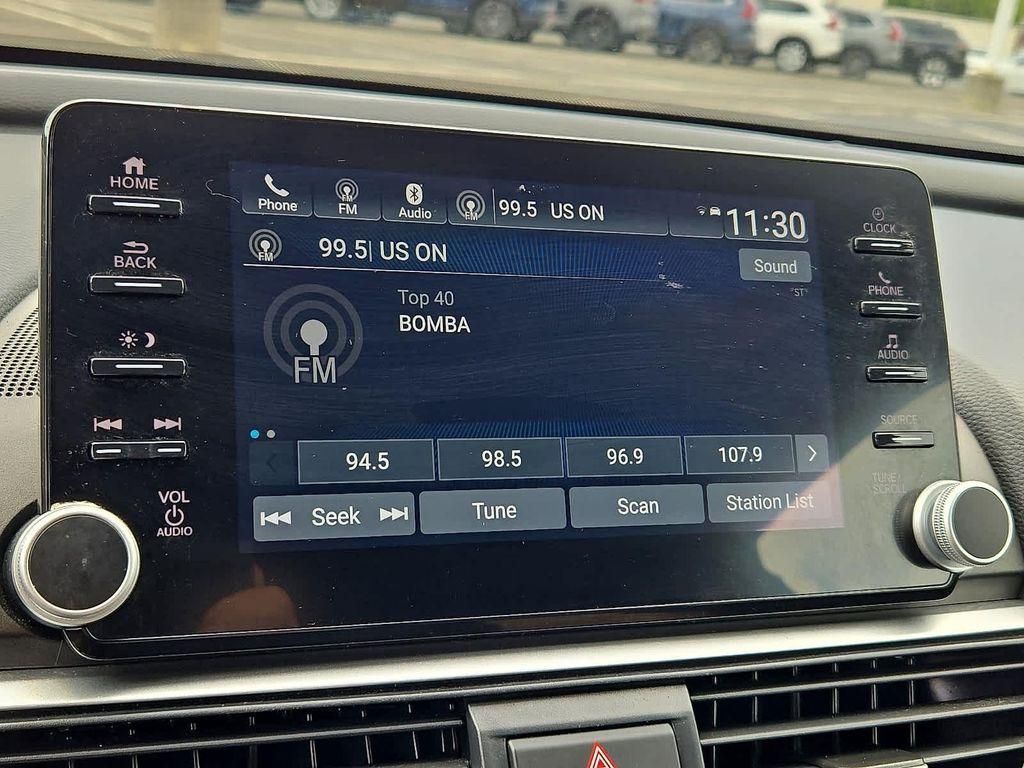 HOME
BACK
VOL
AUDIO
Phone
FM
Audio
FM
99.5 US ON
11:30
FM
99.5| US ON
Sound
ST
Top 40
BOMBA
FM
94.5
98.5
96.9
107.9
Seek
Tune
Scan
Station List
CLOCK
PHONE
AUDIO
SOURCE
TUNE/
SCROLL